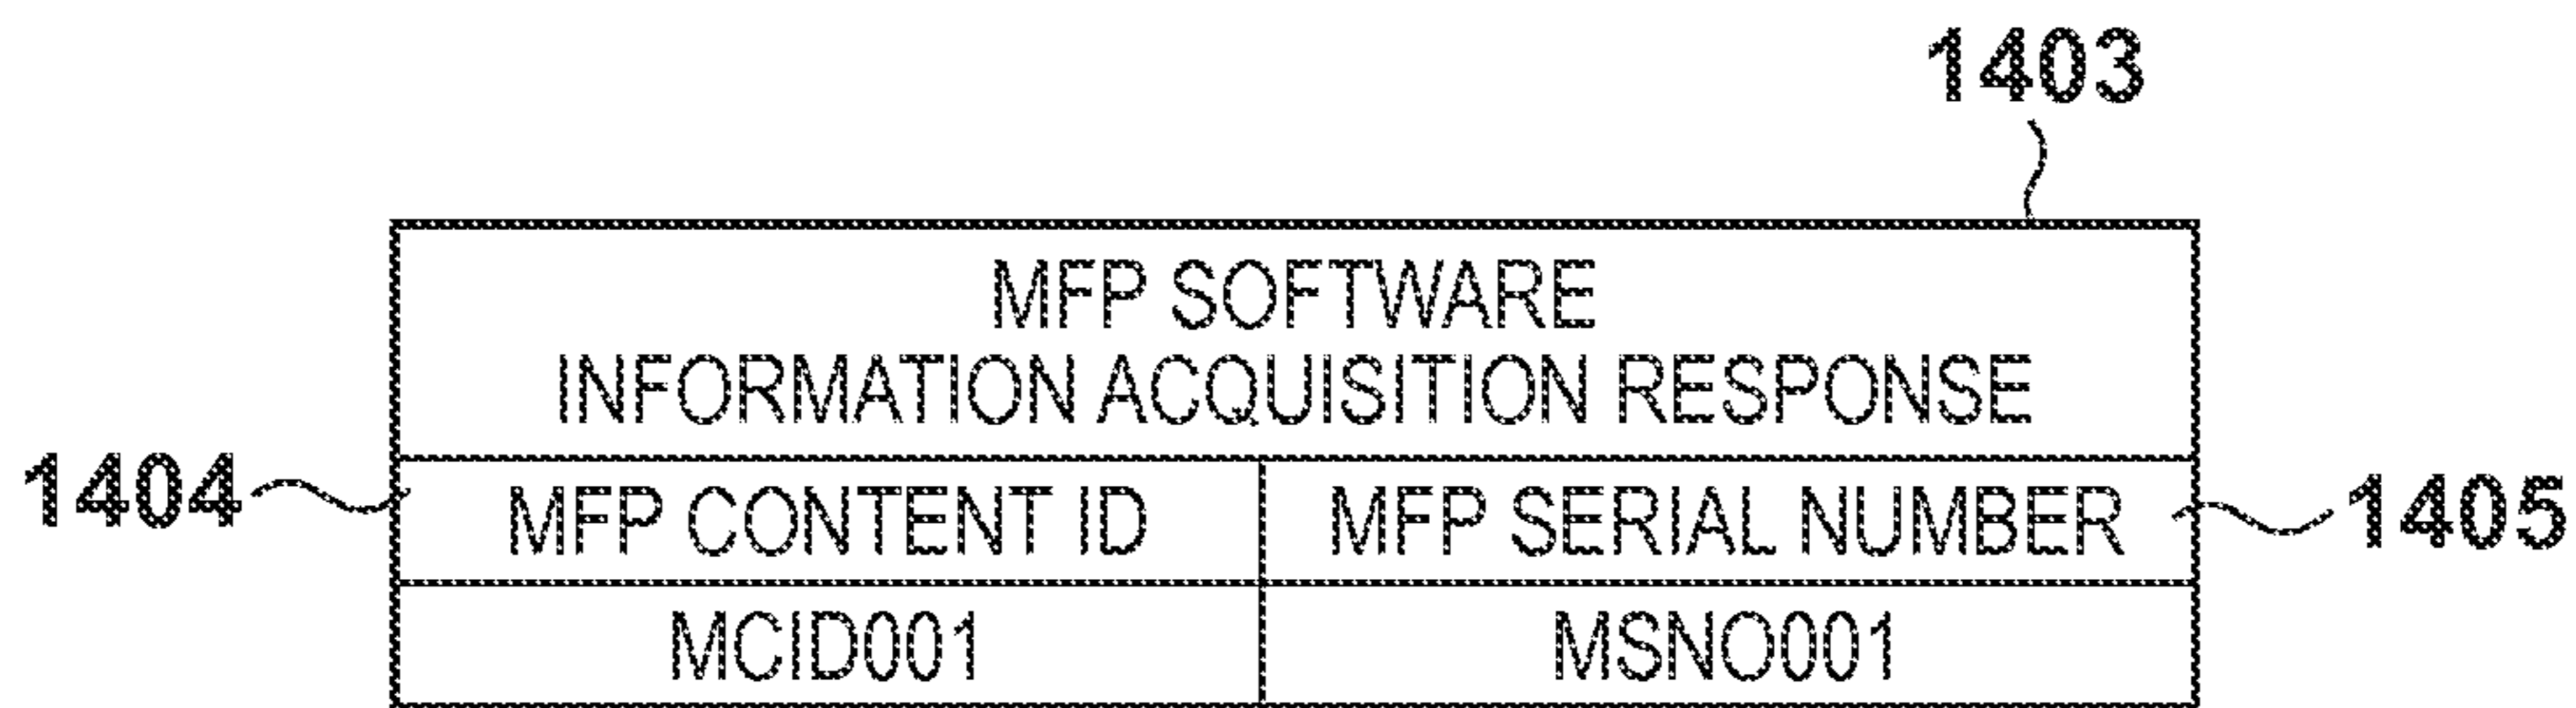 1403
MFP SOFTWARE
INFORMATION ACQUISITION RESPONSE
1404 MFP CONTENT ID MFP SERIAL NUMBER 1405
MCID001 MSNO001